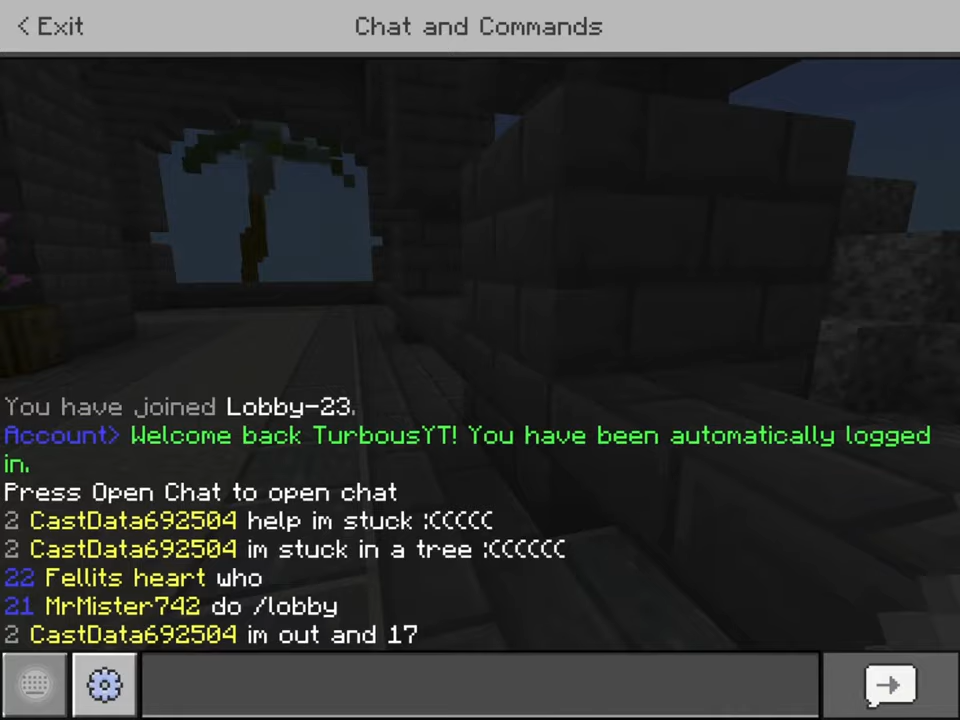 < Exit
Chat and Commands
You have joined Lobby-23.
Account> Welcome back TurbousYT! You have been automatically logged
in.
Press Open Chat to open chat
2 CastData692504 help im stuck :CCCCC
2 CastData692504 im stuck in a tree :CCCCCC
22 Fellits heart who
21 MrMister742 do /lobby
2 CastData692504 im out and 17